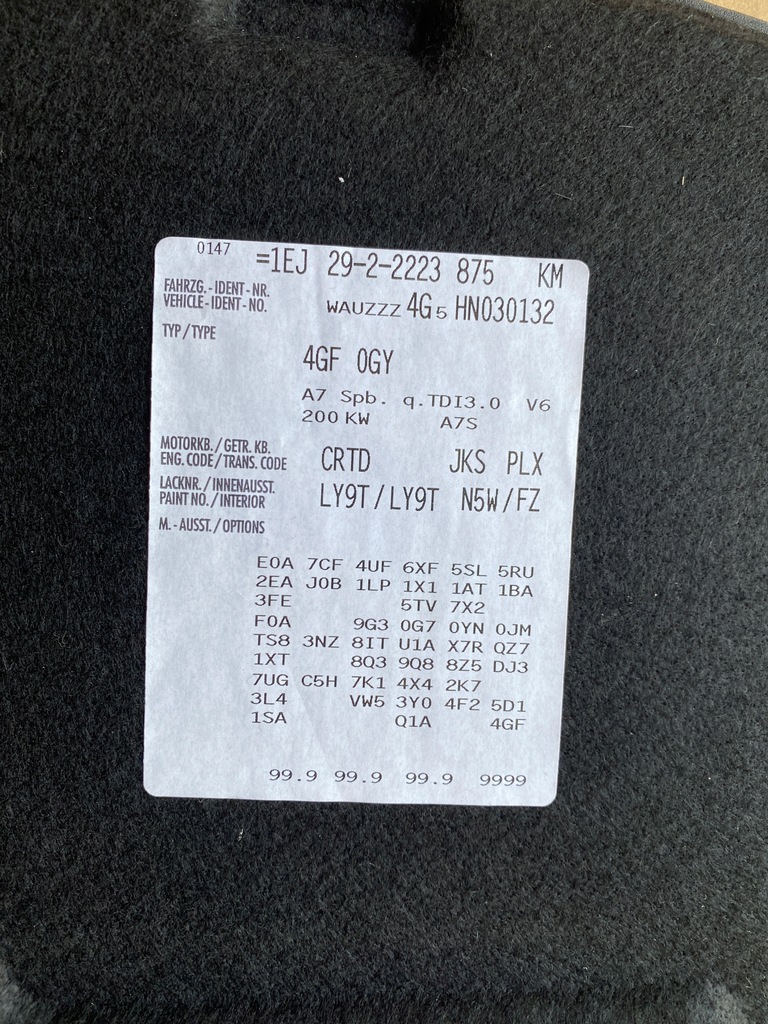 0147 =1EJ 29-2-2223 875 KM
FAHRZG.-IDENT-NR.
VEHICLE-IDENT-NO. WAUZZZ 4G5 HN030132
TYP/TYPE
4GF 0GY
A7 Spb. q.TDI3.0 V6
200 KW A7S
MOTORKB./GETR. KB.
ENG. CODE/TRANS. CODE CRTD JKS PLX
LACKNR./INNENAUSST.
PAINT NO./INTERIOR LY9T/LY9T N5W/FZ
M.-AUSST./OPTIONS
E0A 7CF 4UF 6XF 5SL 5RU
2EA J0B 1LP 1X1 1AT 1BA
3FE 5TV 7X2
F0A 9G3 0G7 0YN 0JM
TS8 3NZ 8IT U1A X7R QZ7
1XT 8Q3 9Q8 8Z5 DJ3
7UG C5H 7K1 4X4 2K7
3L4 VW5 3Y0 4F2 5D1
1SA Q1A 4GF
99.9 99.9 99.9 9999